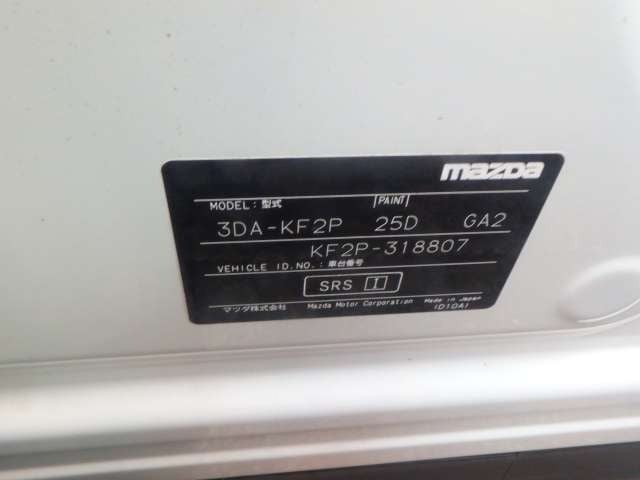 mazda
MODEL: 型式 PAINT
3DA-KF2P 25D GA2
KF2P-318807
VEHICLE ID.NO.: 車台番号
SRS I
マツダ株式会社 Mazda Motor Corporation Made in Japan
(D10A)